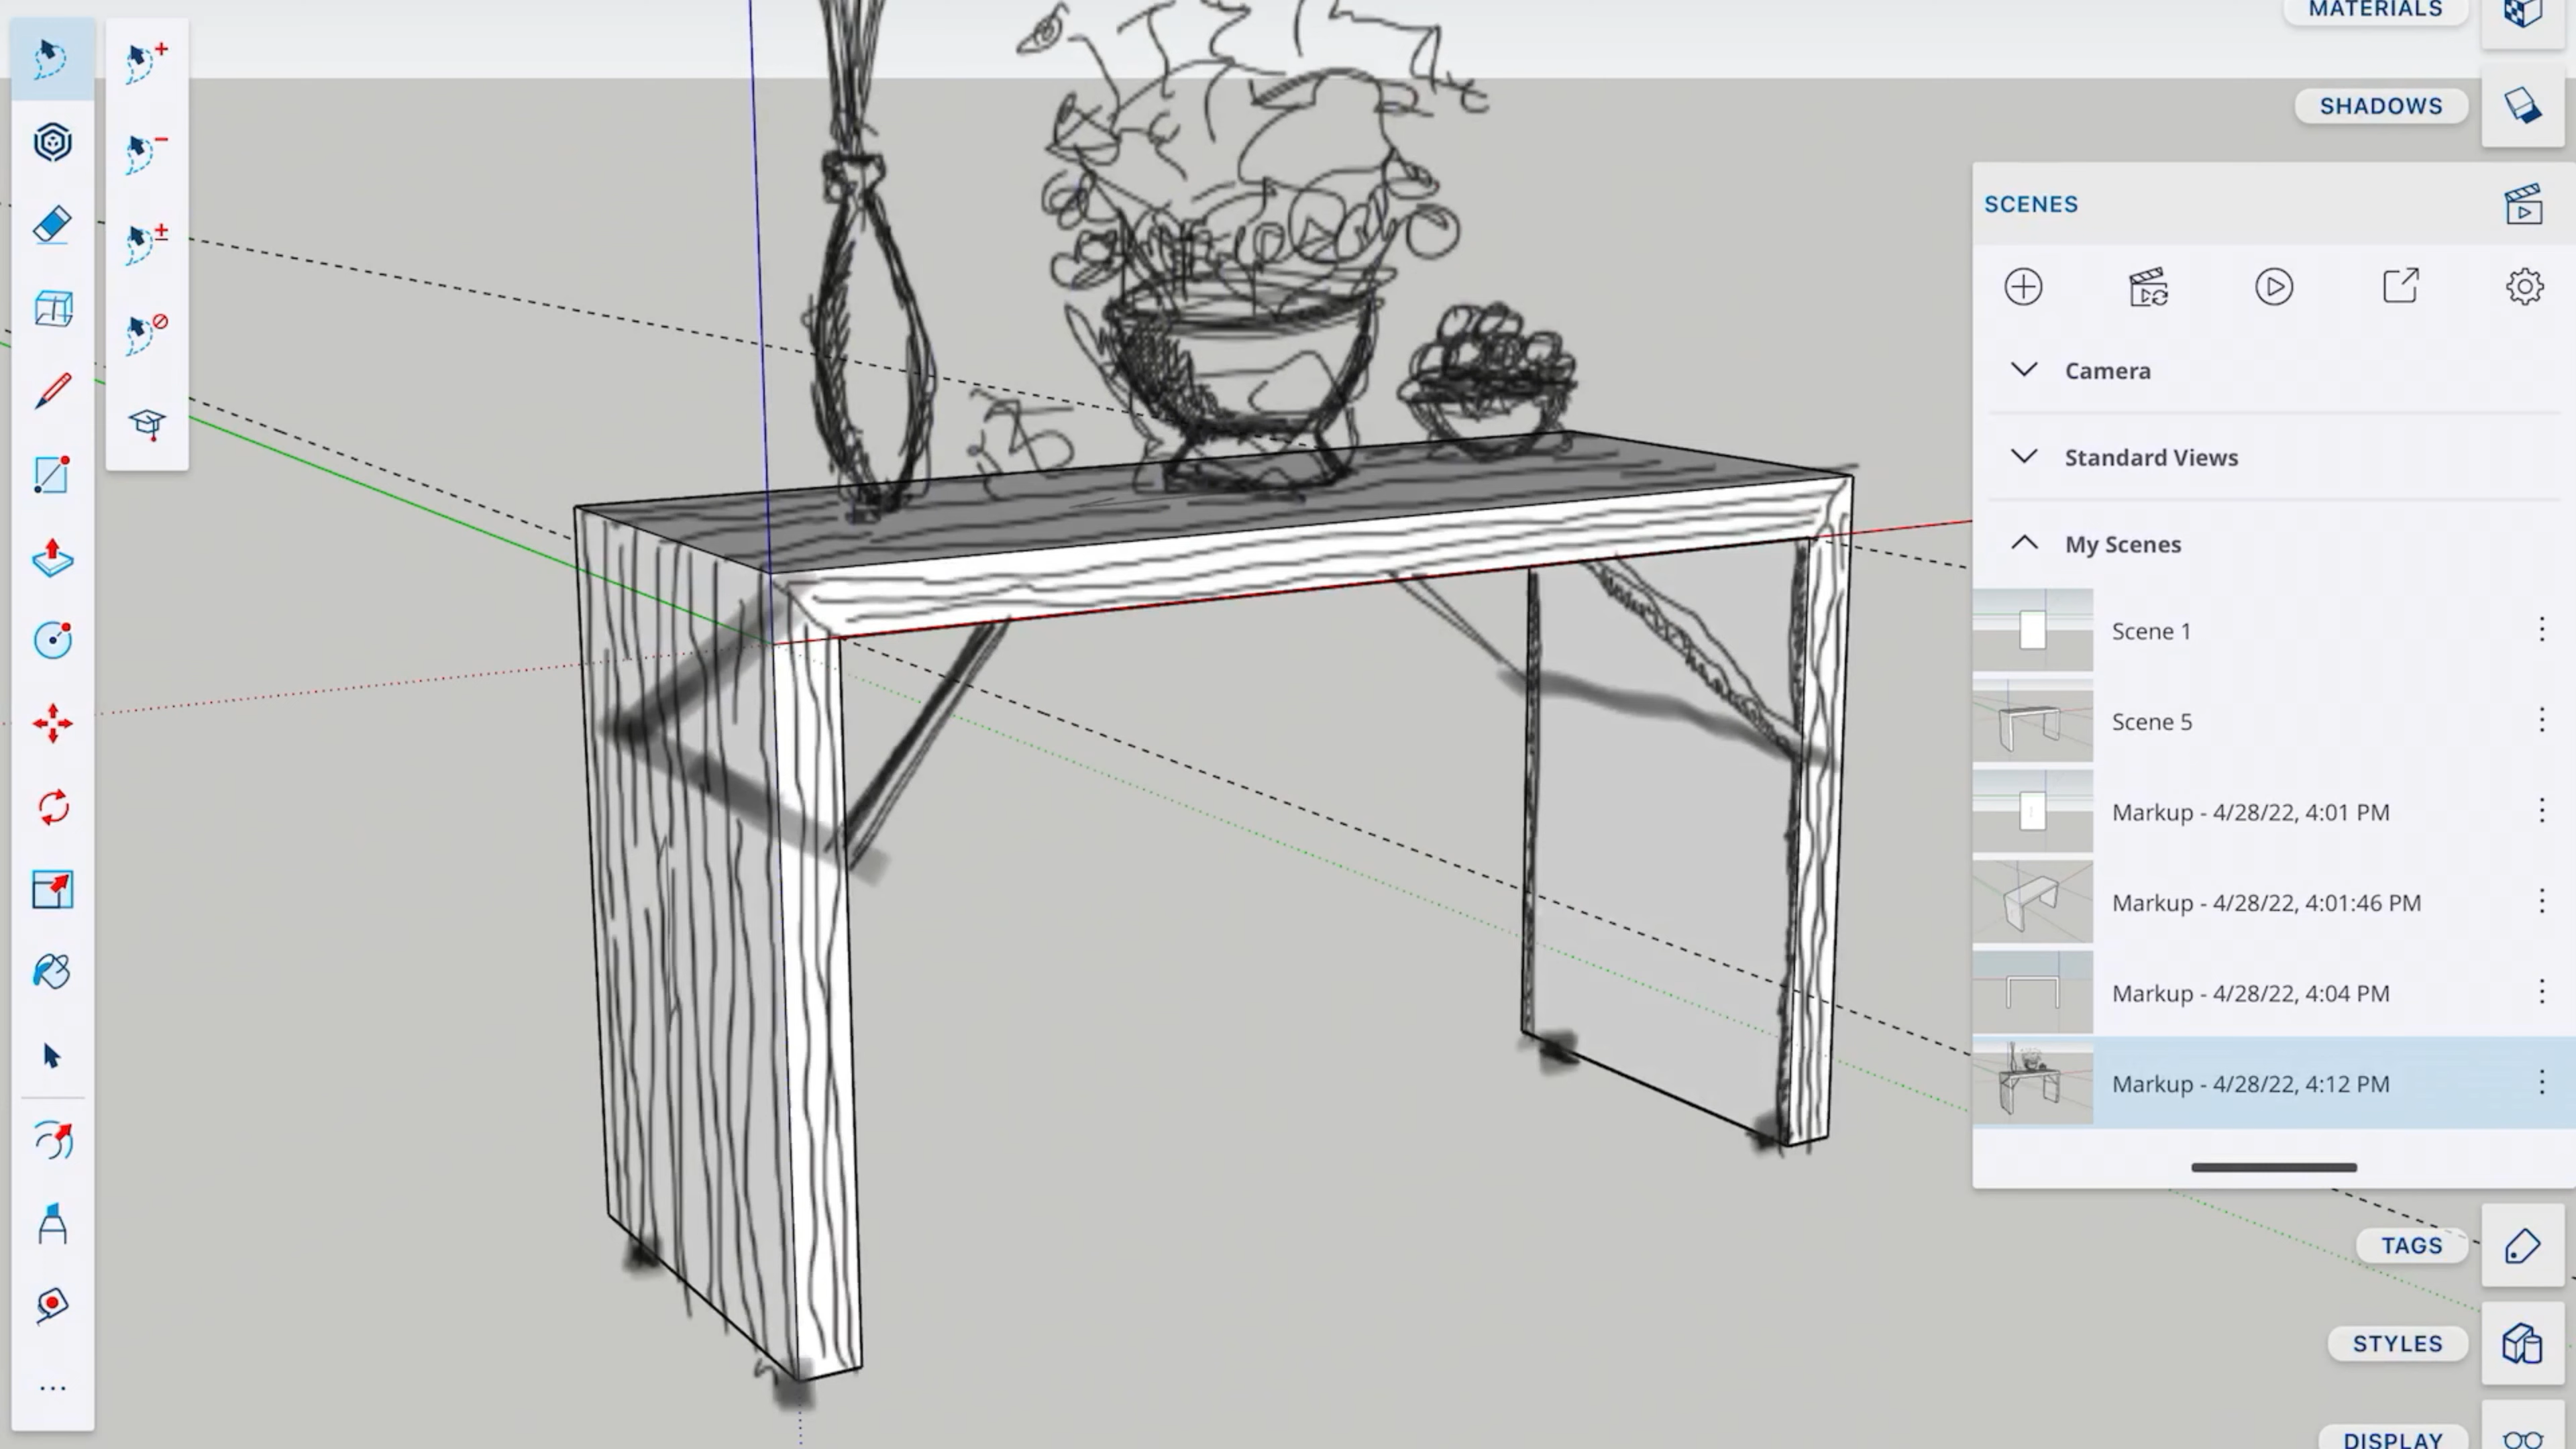 MATERIALS
SHADOWS
SCENES
Camera
Standard Views
My Scenes
Scene 1
Scene 5
Markup - 4/28/22, 4:01 PM
Markup - 4/28/22, 4:01:46 PM
Markup - 4/28/22, 4:04 PM
Markup - 4/28/22, 4:12 PM
TAGS
STYLES
DISPLAY